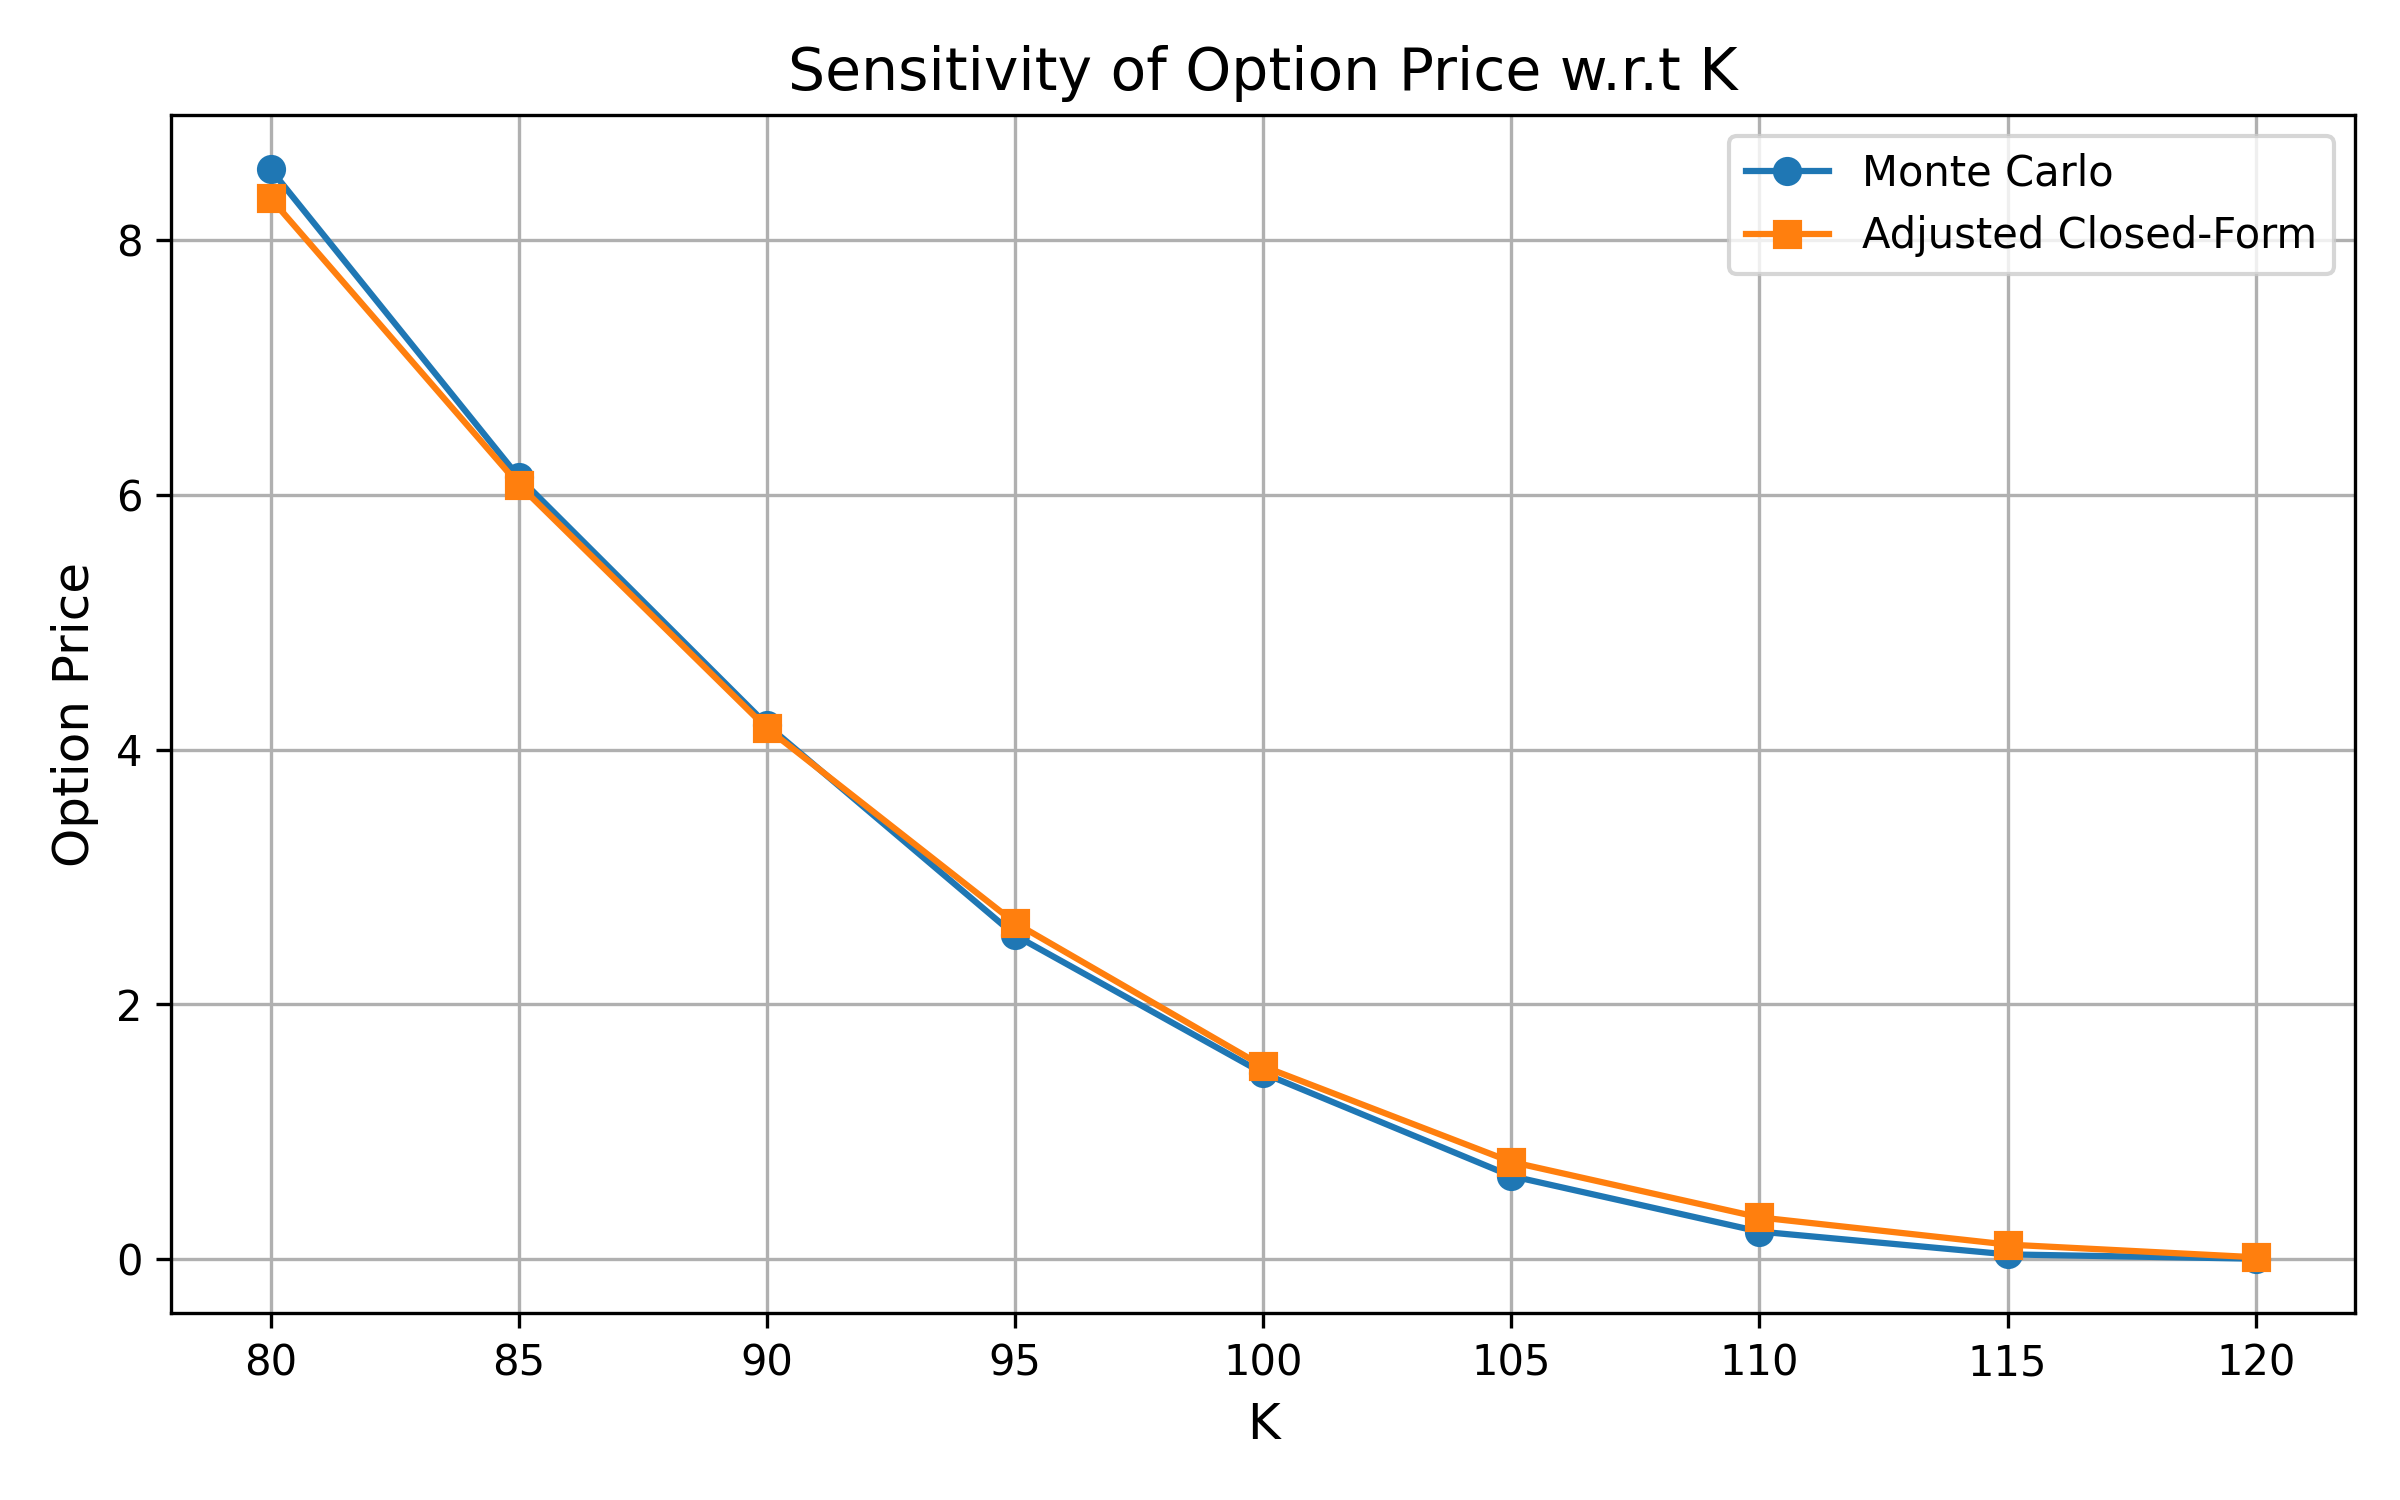 Sensitivity of Option Price w.r.t K
Monte Carlo
Adjusted Closed-Form
Option Price
8
6
4
2
0
80 85 90 95 100 105 110 115 120
K